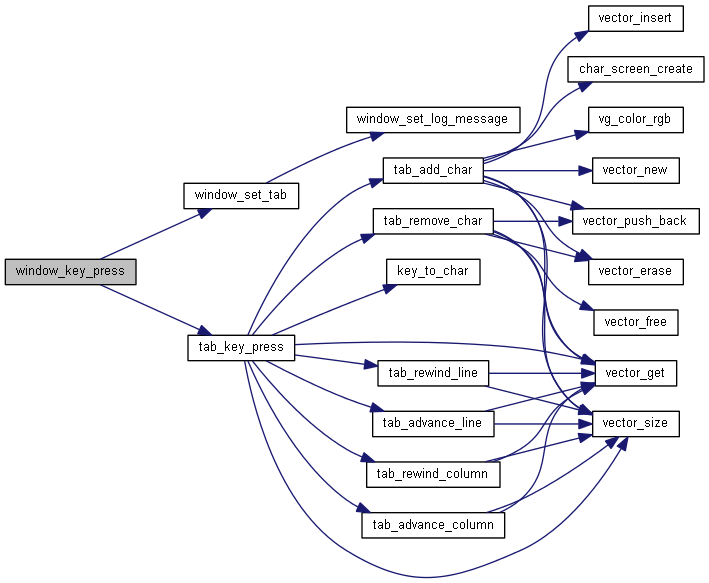 vector_insert
char_screen_create
window_set_log_message
vg_color_rgb
tab_add_char
vector_new
window_set_tab
tab_remove_char
vector_push_back
window_key_press
key_to_char
vector_erase
vector_free
tab_key_press
tab_rewind_line
vector_get
tab_advance_line
vector_size
tab_rewind_column
tab_advance_column